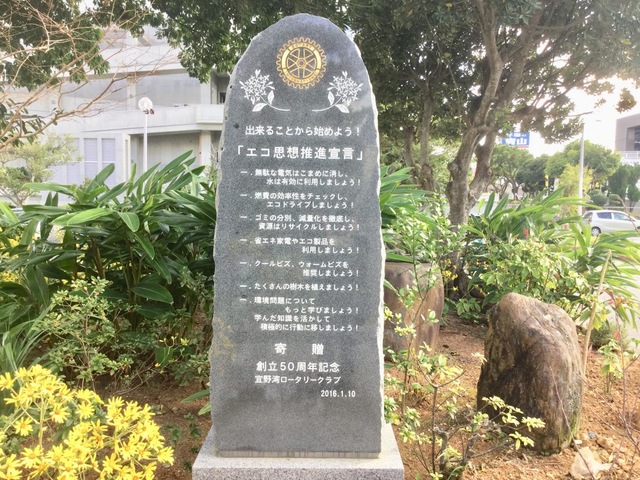 出来ることから始めよう！
「エコ思想推進宣言」
一．無駄な電気はこまめに消し、
水は有効に利用しましょう！
一．燃費の効率性をチェックし、
エコドライブしましょう！
一．ゴミの分別、減量化を徹底し、
資源はリサイクルしましょう！
一．省エネ家電やエコ製品を
利用しましょう！
一．クールビズ、ウォームビズを
推奨しましょう！
一．たくさんの樹木を植えましょう！
一．環境問題について
もっと学びましょう！
学んだ知識を活かして
積極的に行動に移しましょう！
寄贈
創立50周年記念
宜野湾ロータリークラブ
2016.1.10